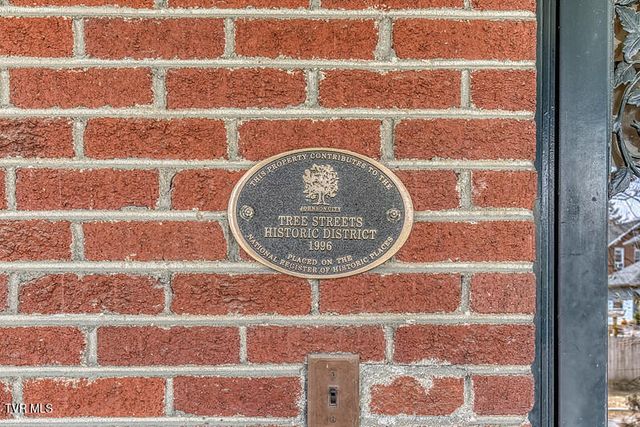 THIS PROPERTY CONTRIBUTES TO THE
JOHNSON CITY
TREE STREETS
HISTORIC DISTRICT
1996
PLACED ON THE
NATIONAL REGISTER OF HISTORIC PLACES
TVR MLS